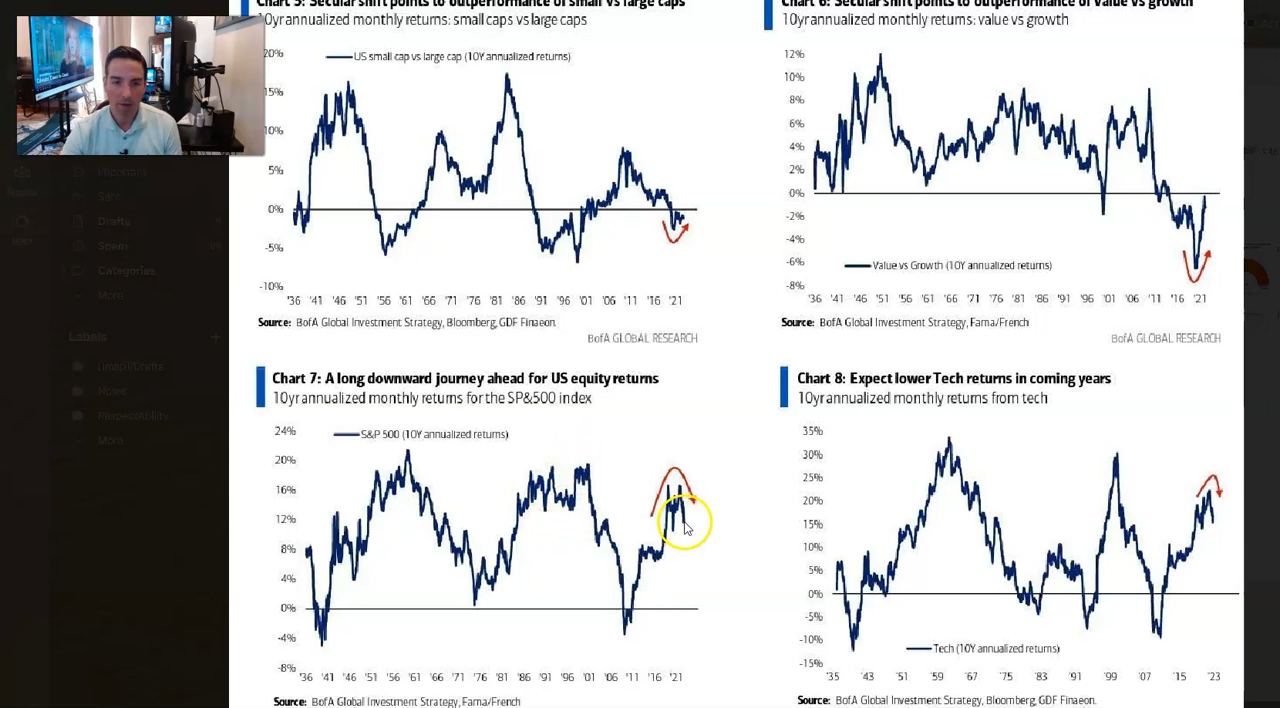 Chart 5: Secular shift points to outperformance of small vs large caps
10yr annualized monthly returns: small caps vs large caps
20%
US small cap vs large cap (10Y annualized returns)
15%
10%
5%
0%
-5%
-10%
'36 '41 '46 '51 '56 '61 '66 '71 '76 '81 '86 '91 '96 '01 '06 '11 '16 '21
Source: BofA Global Investment Strategy, Bloomberg, GDF Finaeon.
BofA GLOBAL RESEARCH
Chart 6: Secular shift points to outperformance of value vs growth
10yr annualized monthly returns: value vs growth
12%
10%
8%
6%
4%
2%
0%
-2%
-4%
-6%
-8%
Value vs Growth (10Y annualized returns)
'36 '41 '46 '51 '56 '61 '66 '71 '76 '81 '86 '91 '96 '01 '06 '11 '16 '21
Source: BofA Global Investment Strategy, Fama/French
BofA GLOBAL RESEARCH
Chart 7: A long downward journey ahead for US equity returns
10yr annualized monthly returns for the SP&500 index
24%
S&P 500 (10Y annualized returns)
20%
16%
12%
8%
4%
0%
-4%
-8%
'36 '41 '46 '51 '56 '61 '66 '71 '76 '81 '86 '91 '96 '01 '06 '11 '16 '21
Source: BofA Global Investment Strategy, Fama/French
Chart 8: Expect lower Tech returns in coming years
10yr annualized monthly returns from tech
35%
30%
25%
20%
15%
10%
5%
0%
-5%
-10%
-15%
Tech (10Y annualized returns)
'35 '43 '51 '59 '67 '75 '83 '91 '99 '07 '15 '23
Source: BofA Global Investment Strategy, Bloomberg, GDF Finaeon.
Important
Sent
Drafts
Spam
Categories
More
Labels
Notes
More